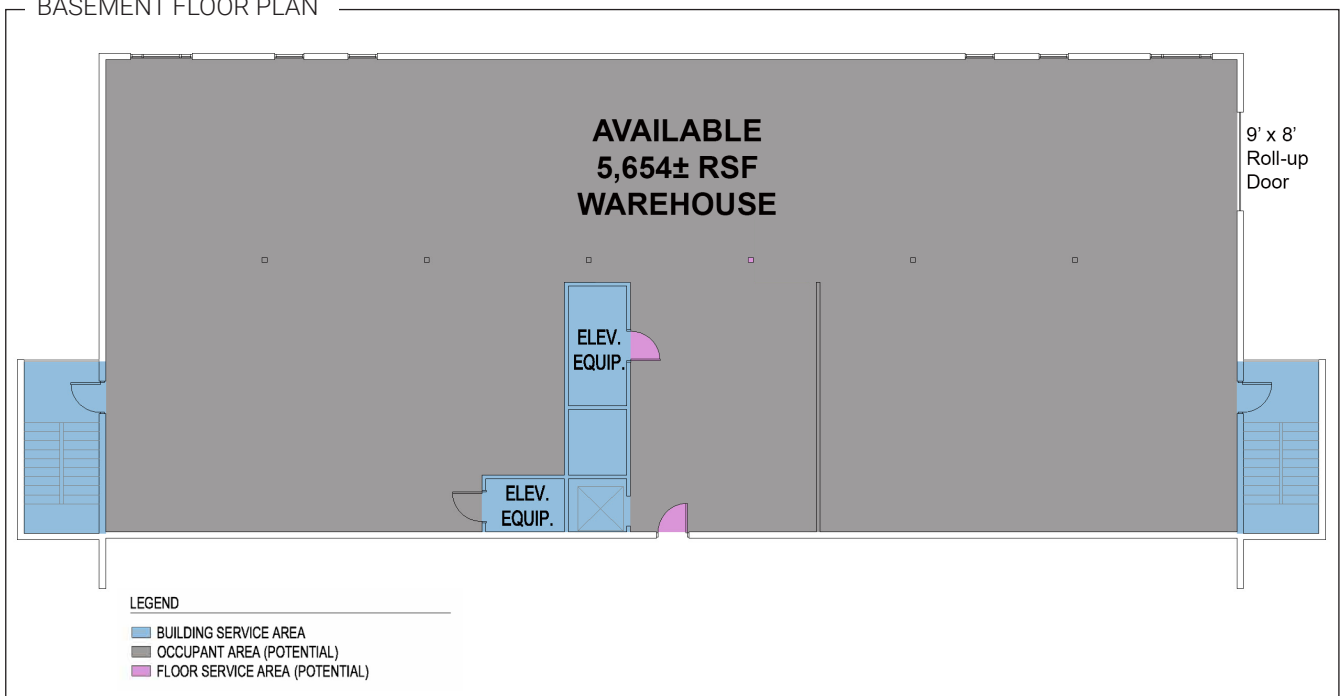 BASEMENT FLOOR PLAN
AVAILABLE
5,654± RSF
WAREHOUSE
9' x 8'
Roll-up
Door
ELEV.
EQUIP.
ELEV.
EQUIP.
LEGEND
BUILDING SERVICE AREA
OCCUPANT AREA (POTENTIAL)
FLOOR SERVICE AREA (POTENTIAL)